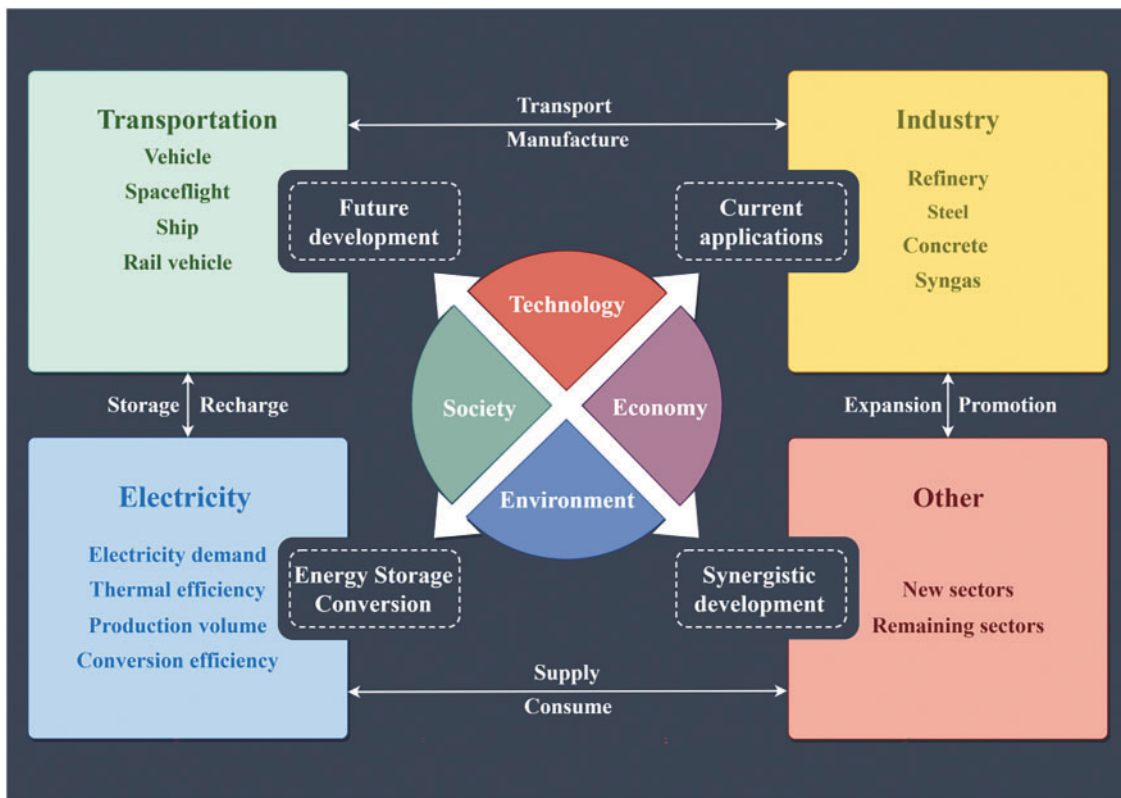 Transportation
Vehicle
Spaceflight
Ship
Rail vehicle
Future
development
Transport
Manufacture
Industry
Refinery
Steel
Concrete
Syngas
Current
applications
Technology
Society
Economy
Environment
Storage
Recharge
Expansion
Promotion
Electricity
Electricity demand
Thermal efficiency
Production volume
Conversion efficiency
Energy Storage
Conversion
Synergistic
development
Other
New sectors
Remaining sectors
Supply
Consume